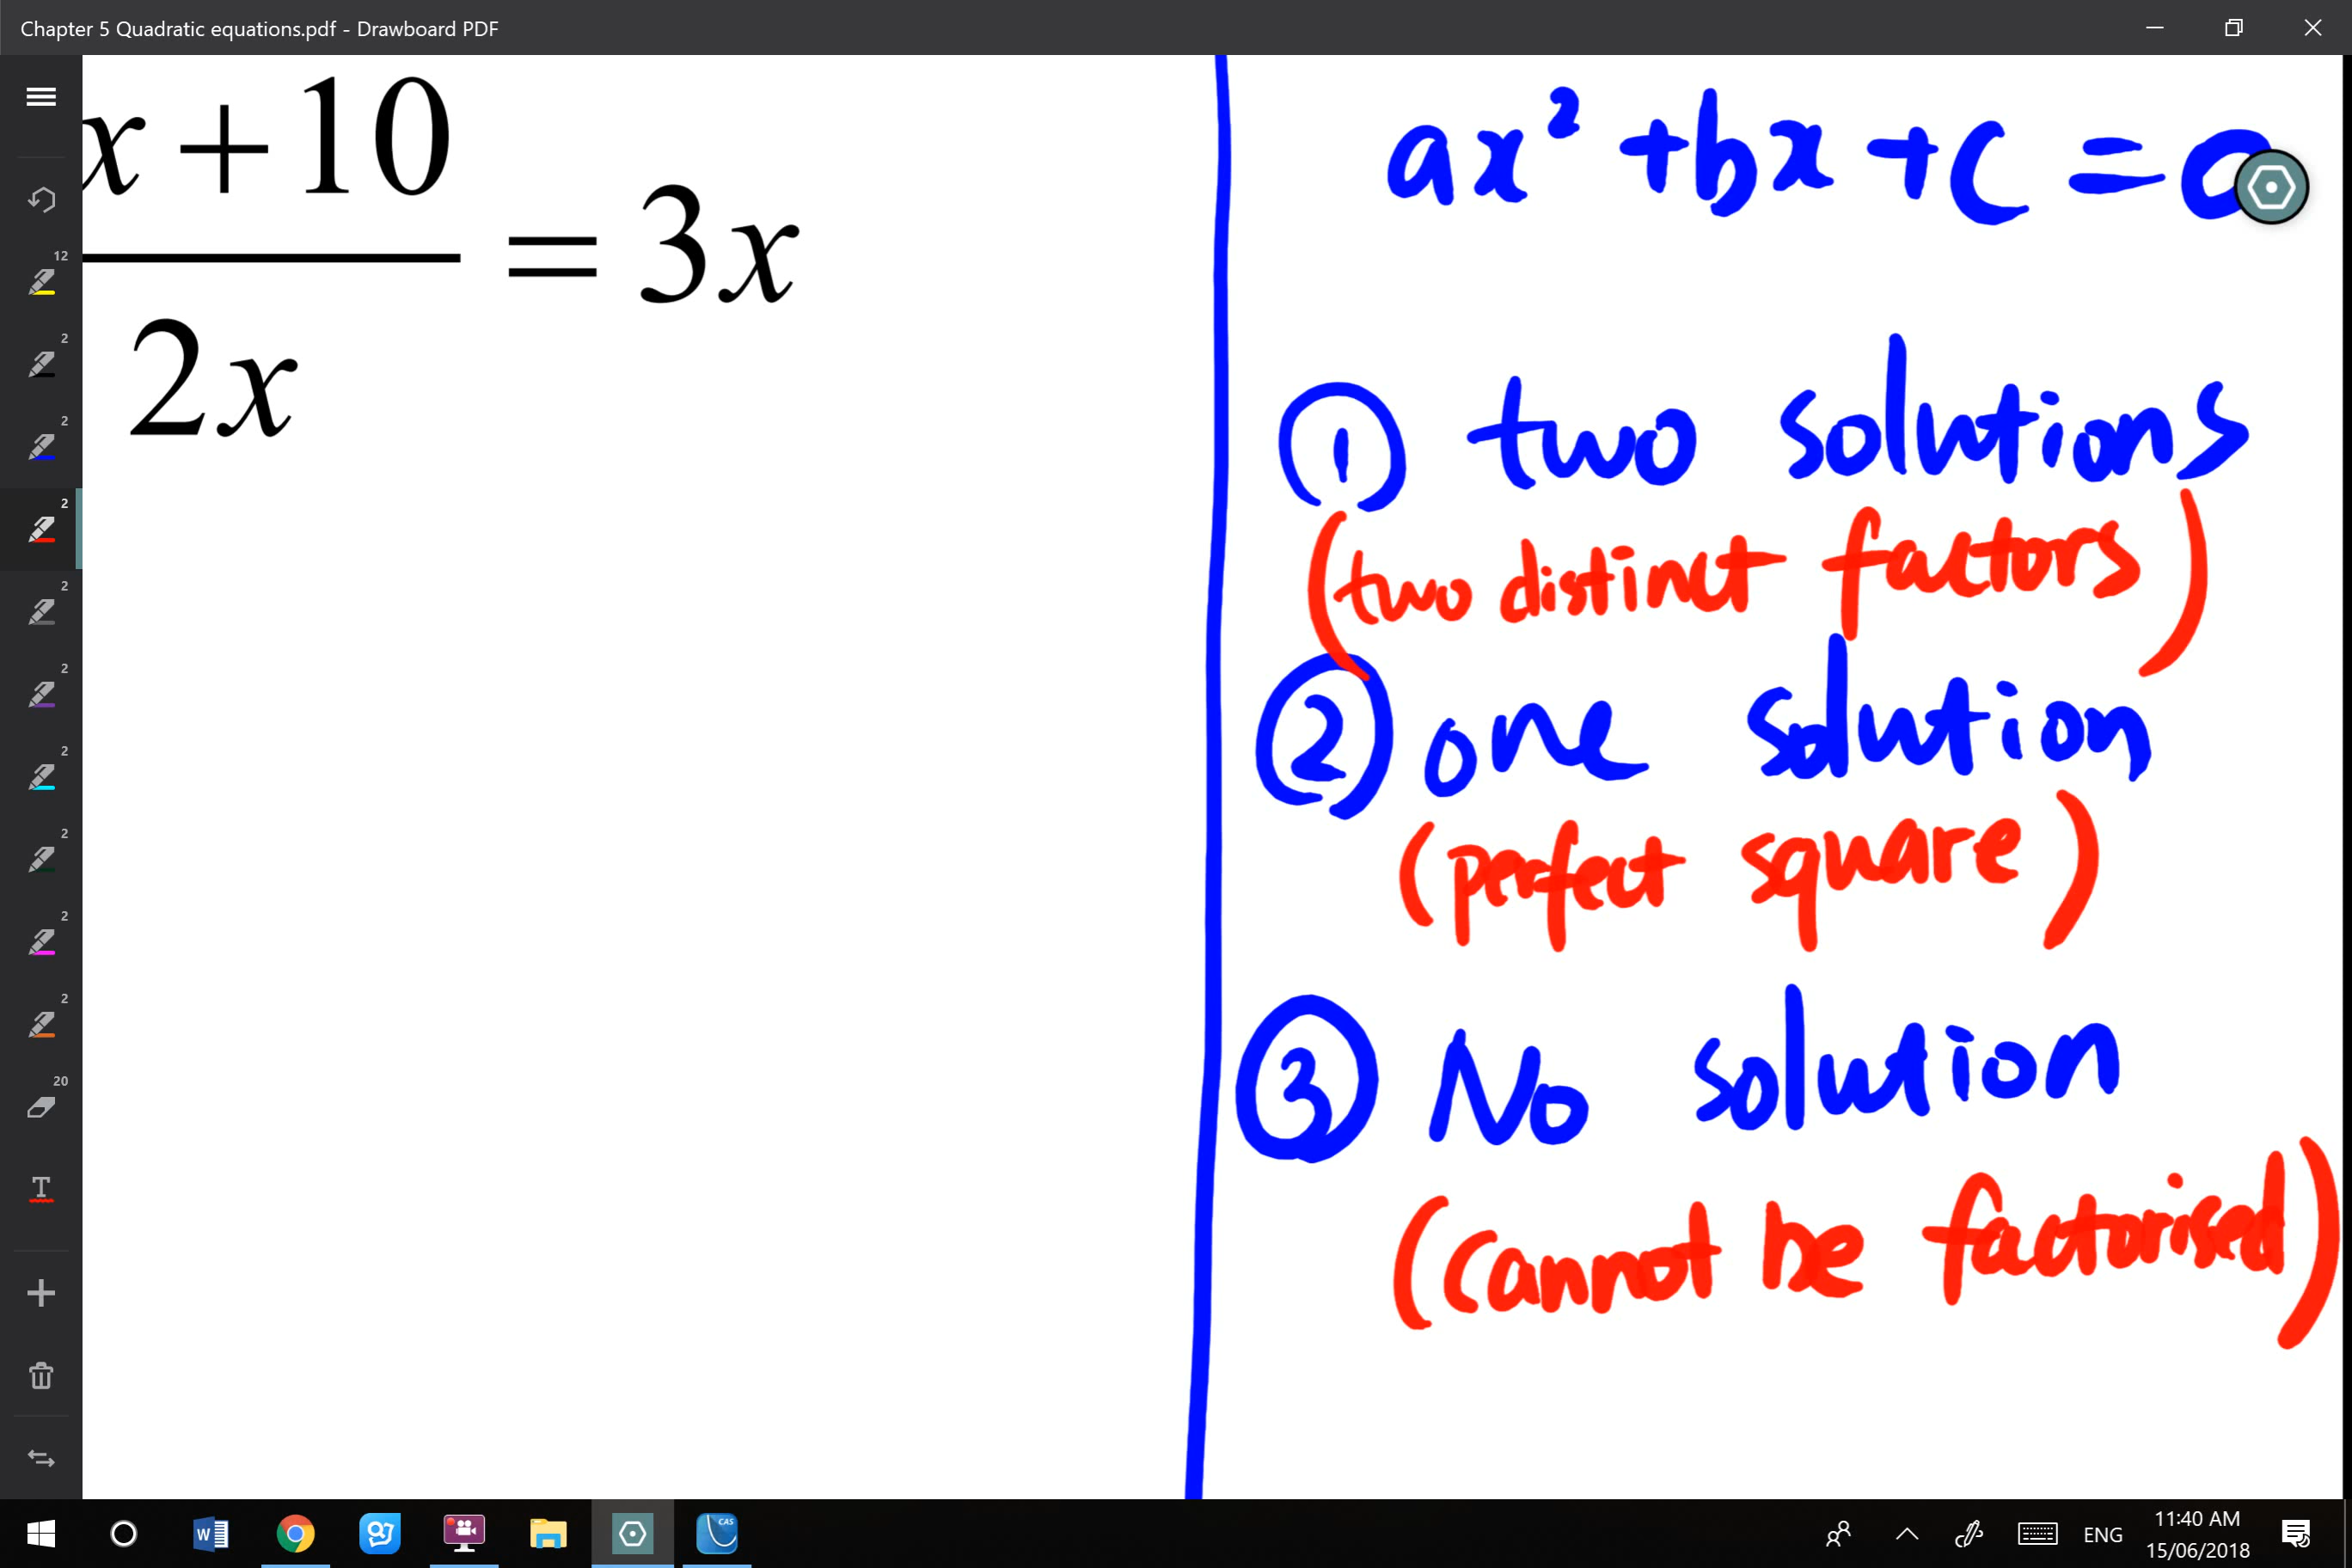 Chapter 5 Quadratic equations.pdf - Drawboard PDF
x + 10
2x
= 3x
ax² + bx + c = 0
① two solutions
(two distinct factors)
② one solution
(perfect square)
③ No solution
(cannot be factorised)
12
2
2
2
2
2
2
2
2
2
20
T
W
CAS
ENG
11:40 AM
15/06/2018